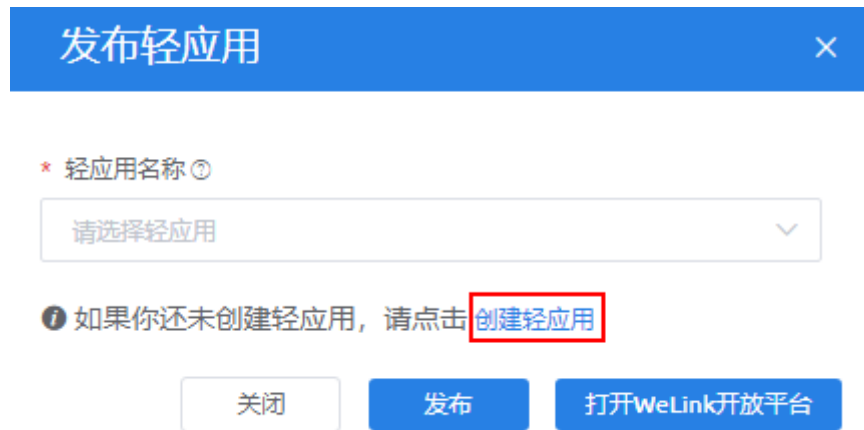 发布轻应用
* 轻应用名称
请选择轻应用
如果你还未创建轻应用，请点击 创建轻应用
关闭 发布 打开WeLink开放平台